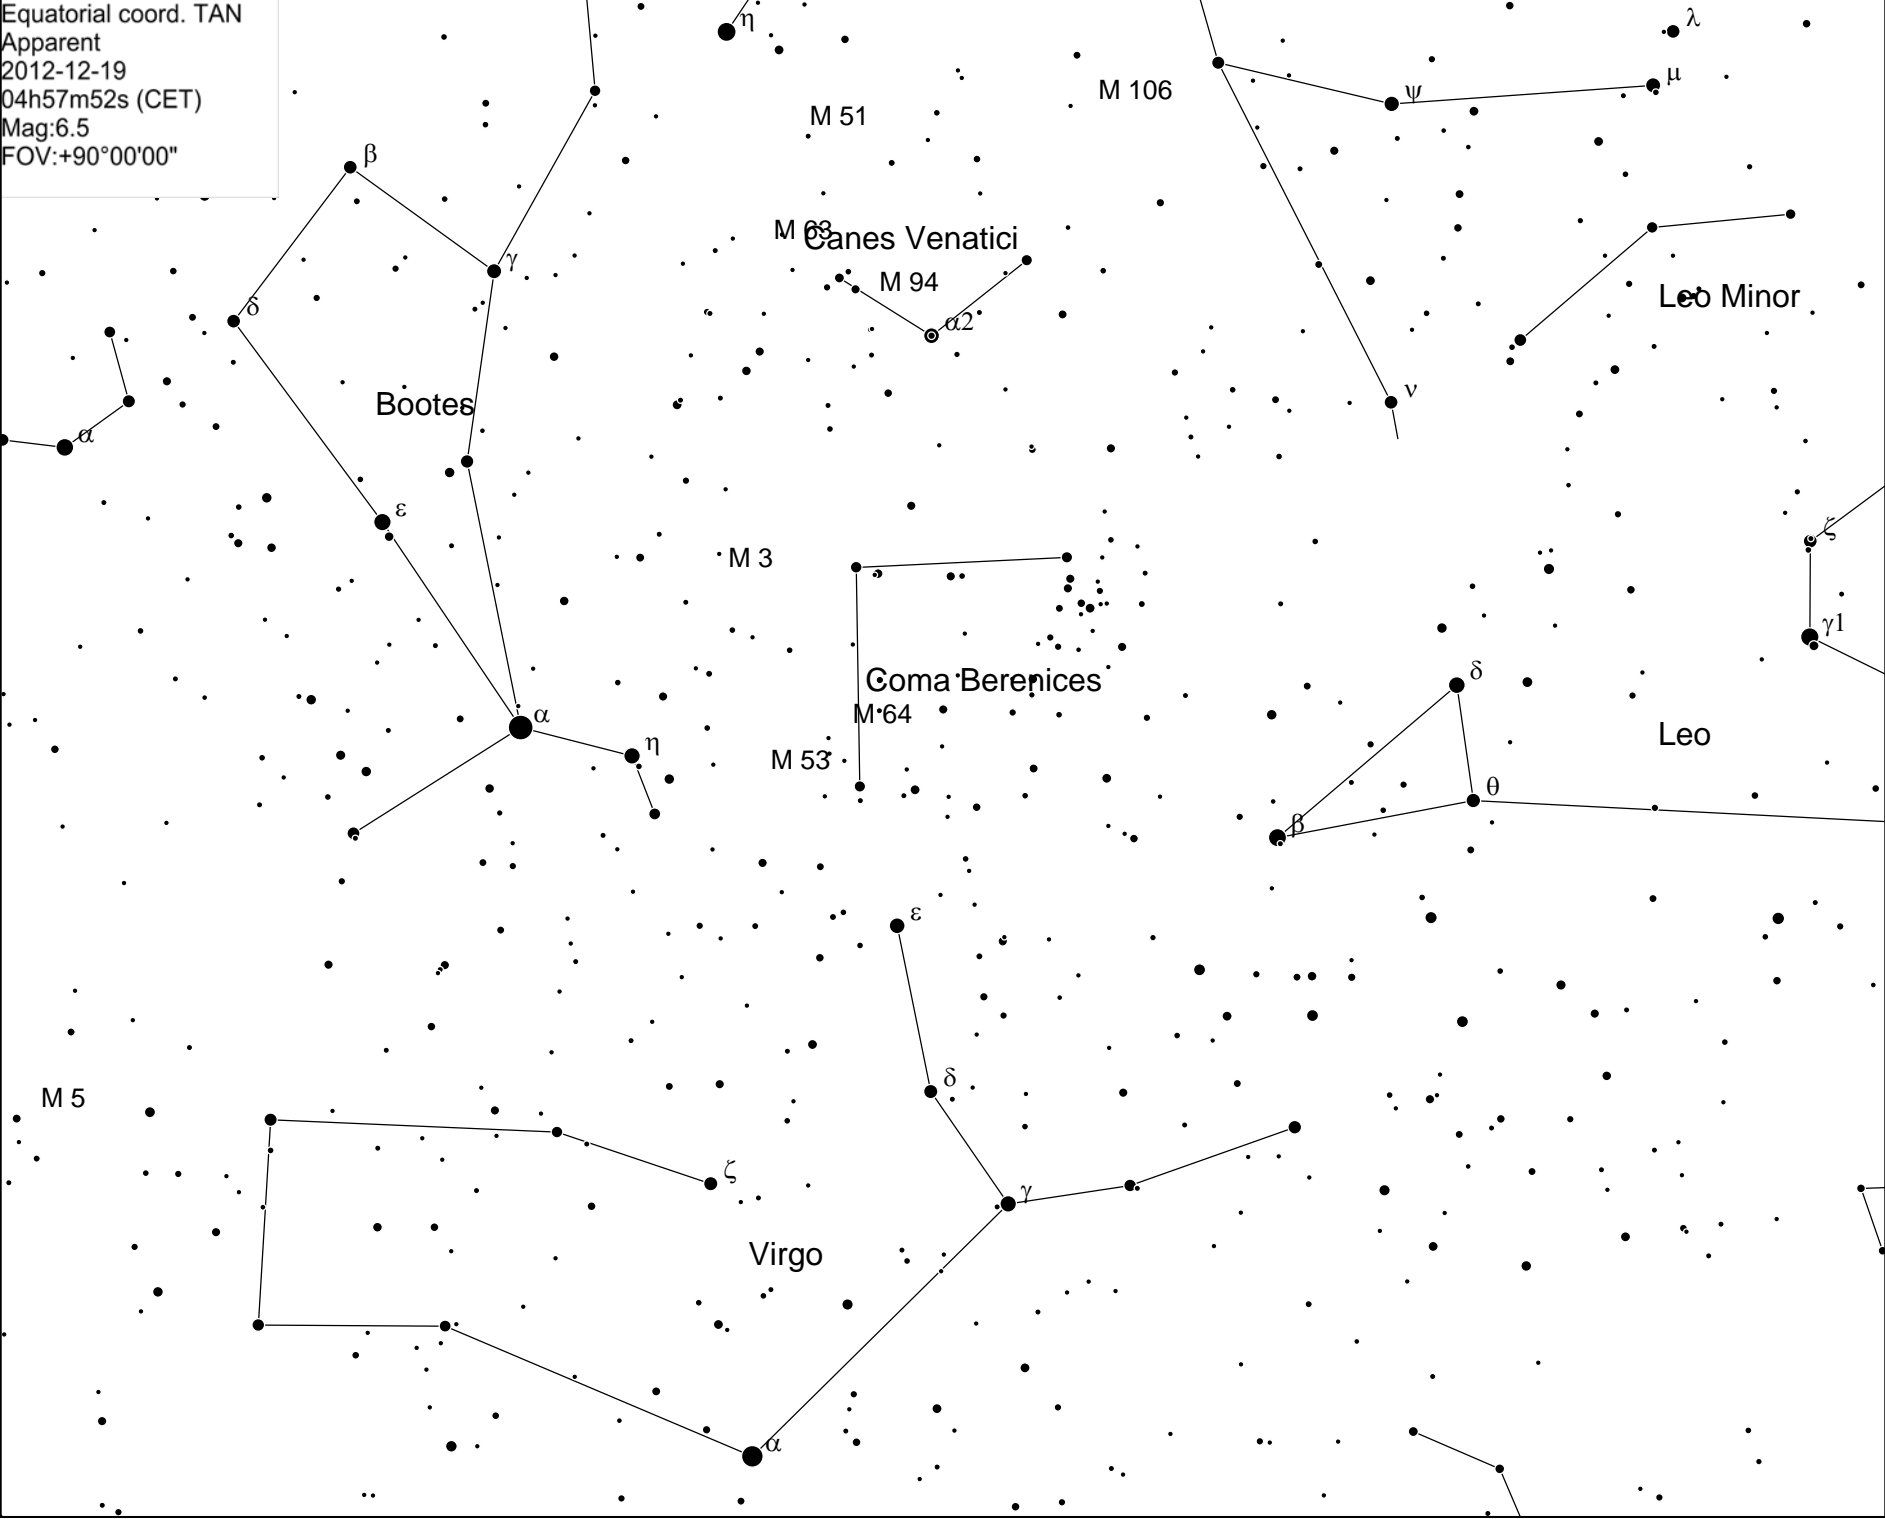 Equatorial coord. TAN
Apparent
2012-12-19
04h57m52s (CET)
Mag:6.5
FOV:+90°00'00"
η
λ
μ
ψ
M 106
M 51
β
M 63
Canes Venatici
γ
M 94
δ
α2
Leo Minor
ν
Bootes
α
ε
ζ
M 3
γ1
δ
Coma Berenices
α
M 64
Leo
η
M 53
θ
β
ε
δ
M 5
ζ
γ
Virgo
α